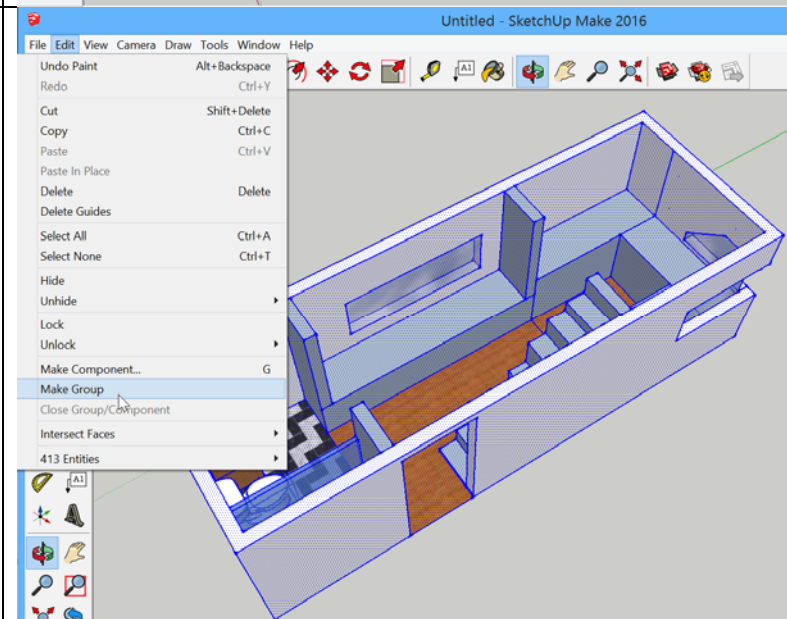 Untitled - SketchUp Make 2016
File Edit View Camera Draw Tools Window Help
Undo Paint Alt+Backspace
Redo Ctrl+Y
Cut Shift+Delete
Copy Ctrl+C
Paste Ctrl+V
Paste In Place
Delete Delete
Delete Guides
Select All Ctrl+A
Select None Ctrl+T
Hide
Unhide
Lock
Unlock
Make Component... G
Make Group
Close Group/Component
Intersect Faces
413 Entities
A1
A1